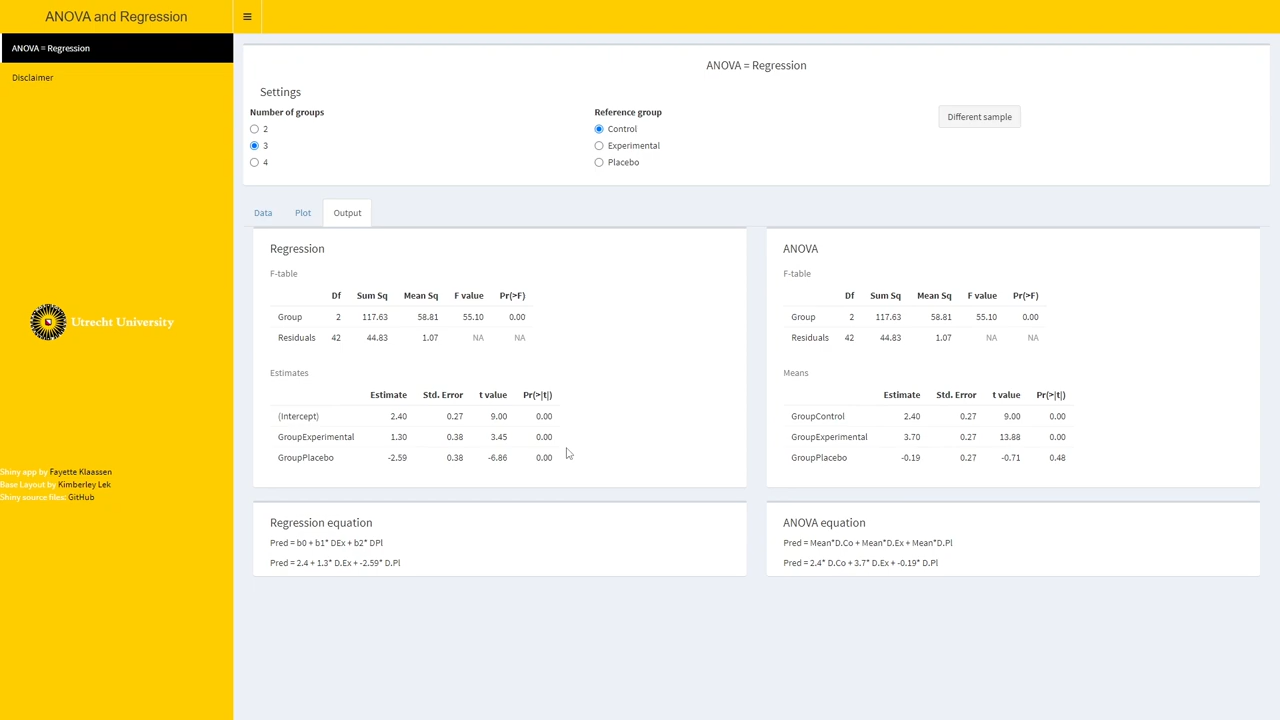 ANOVA and Regression
ANOVA = Regression
Disclaimer
Utrecht University
Shiny app by Fayette Klaassen
Base Layout by Kimberley Lek
Shiny source files: GitHub
ANOVA = Regression
Settings
Number of groups
2
3
4
Reference group
Control
Experimental
Placebo
Different sample
Data Plot Output
Regression
F-table
Df Sum Sq Mean Sq F value Pr(>F)
Group 2 117.63 58.81 55.10 0.00
Residuals 42 44.83 1.07 NA NA
Estimates
Estimate Std. Error t value Pr(>|t|)
(Intercept) 2.40 0.27 9.00 0.00
GroupExperimental 1.30 0.38 3.45 0.00
GroupPlacebo -2.59 0.38 -6.86 0.00
ANOVA
F-table
Df Sum Sq Mean Sq F value Pr(>F)
Group 2 117.63 58.81 55.10 0.00
Residuals 42 44.83 1.07 NA NA
Means
Estimate Std. Error t value Pr(>|t|)
GroupControl 2.40 0.27 9.00 0.00
GroupExperimental 3.70 0.27 13.88 0.00
GroupPlacebo -0.19 0.27 -0.71 0.48
Regression equation
Pred = b0 + b1* DEx + b2* DPl
Pred = 2.4 + 1.3* D.Ex + -2.59* D.Pl
ANOVA equation
Pred = Mean*D.Co + Mean*D.Ex + Mean*D.Pl
Pred = 2.4* D.Co + 3.7* D.Ex + -0.19* D.Pl